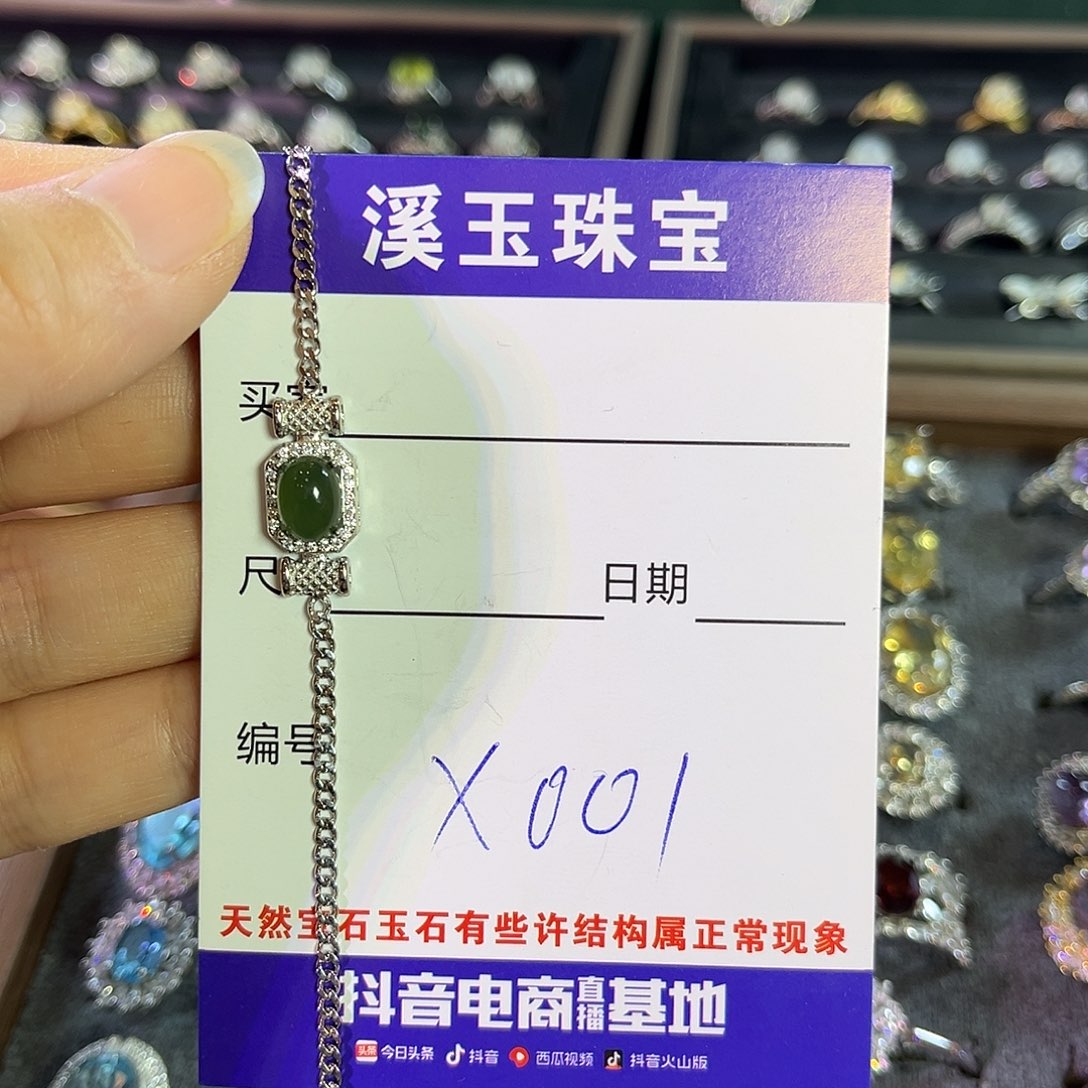 溪玉珠宝
买家
尺 日期
编号 X001
天然宝石玉石有些许结构属正常现象
抖音电商直播基地
头条 今日头条 抖音 西瓜视频 抖音火山版